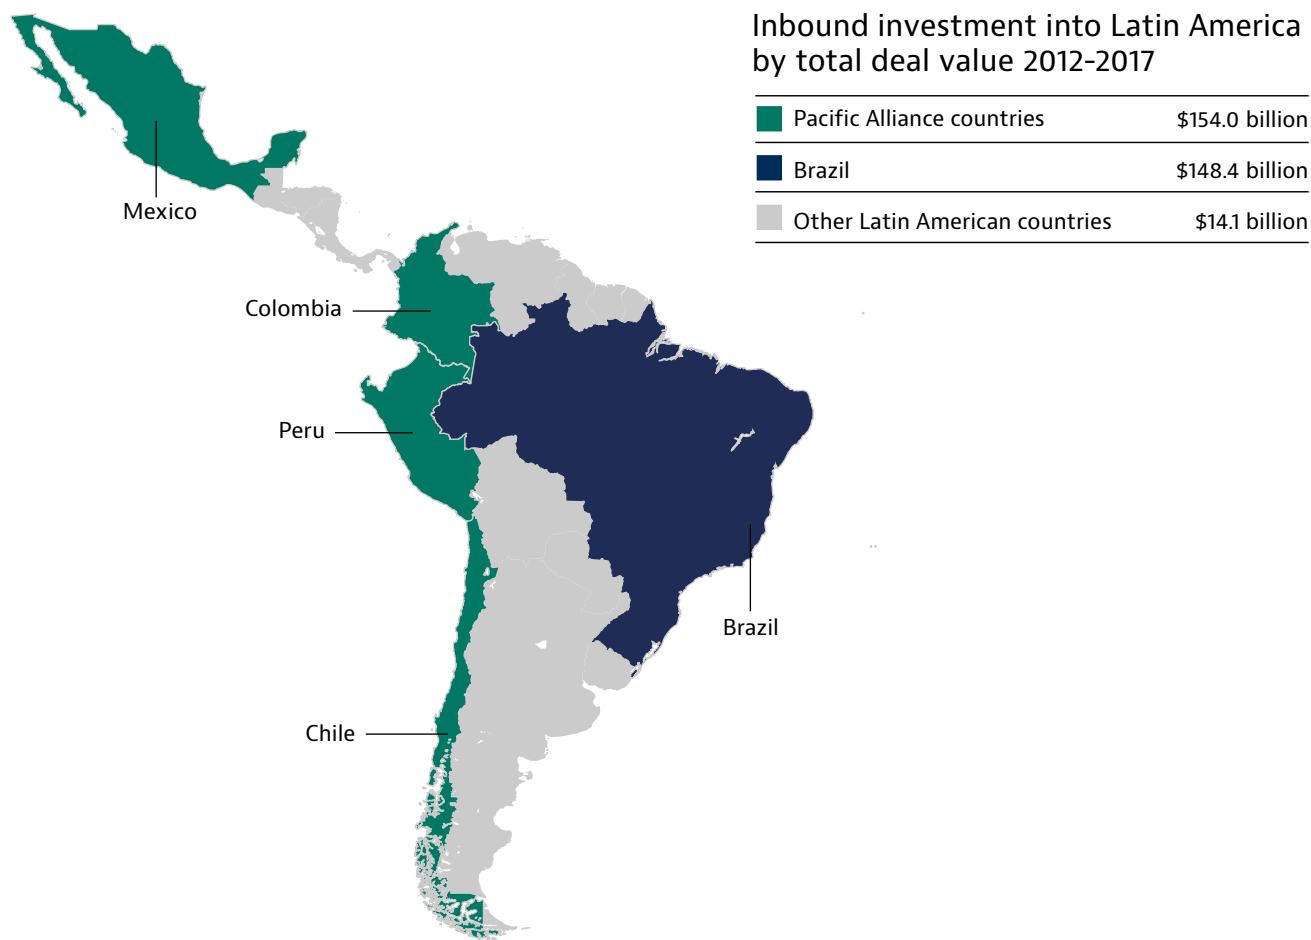 Inbound investment into Latin America
by total deal value 2012-2017
Pacific Alliance countries $154.0 billion
Brazil $148.4 billion
Other Latin American countries $14.1 billion
Mexico
Colombia
Peru
Brazil
Chile